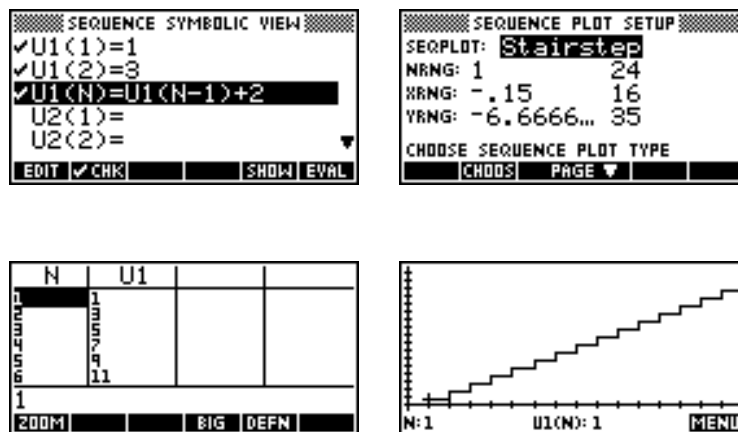 SEQUENCE SYMBOLIC VIEW
✓U1(1)=1
✓U1(2)=3
✓U1(N)=U1(N-1)+2
U2(1)=
U2(2)= ▼
EDIT ✓CHK SHOW EVAL
SEQUENCE PLOT SETUP
SEQPLOT: Stairstep
NRNG: 1 24
XRNG: -.15 16
YRNG: -6.6666… 35
CHOOSE SEQUENCE PLOT TYPE
CHOOS PAGE ▼
N U1
1 1
2 3
3 5
4 7
5 9
6 11
1
ZOOM BIG DEFN
N:1 U1(N): 1 MENU